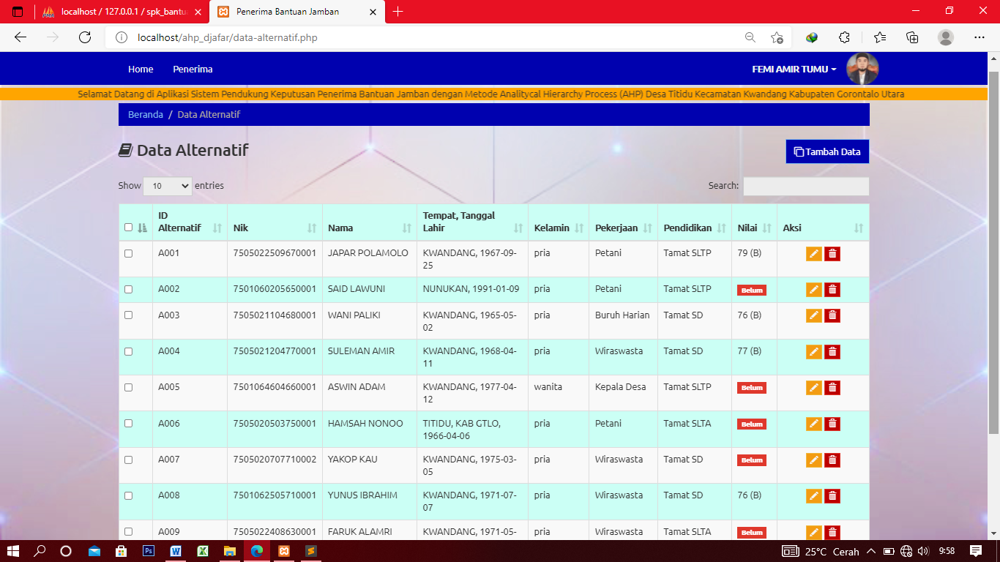 localhost / 127.0.0.1 / spk_bantua
Penerima Bantuan Jamban
localhost/ahp_djafar/data-alternatif.php
Home Penerima FEMI AMIR TUMU
Selamat Datang di Aplikasi Sistem Pendukung Keputusan Penerima Bantuan Jamban dengan Metode Analitycal Hierarchy Process (AHP) Desa Titidu Kecamatan Kwandang Kabupaten Gorontalo Utara
Beranda / Data Alternatif
Data Alternatif
Tambah Data
Show 10 entries
Search:
ID Alternatif Nik Nama Tempat, Tanggal Lahir Kelamin Pekerjaan Pendidikan Nilai Aksi
A001 7505022509670001 JAPAR POLAMOLO KWANDANG, 1967-09-25 pria Petani Tamat SLTP 79 (B)
A002 7501060205650001 SAID LAWUNI NUNUKAN, 1991-01-09 pria Petani Tamat SLTP Belum
A003 7505021104680001 WANI PALIKI KWANDANG, 1965-05-02 pria Buruh Harian Tamat SD 76 (B)
A004 7505021204770001 SULEMAN AMIR KWANDANG, 1968-04-11 pria Wiraswasta Tamat SD 77 (B)
A005 7501064604660001 ASWIN ADAM KWANDANG, 1977-04-12 wanita Kepala Desa Tamat SLTP Belum
A006 7505020503750001 HAMSAH NONOO TITIDU, KAB GTLO, 1966-04-06 pria Petani Tamat SLTA Belum
A007 7505020707710002 YAKOP KAU KWANDANG, 1975-03-05 pria Wiraswasta Tamat SD Belum
A008 7501062505710001 YUNUS IBRAHIM KWANDANG, 1971-07-07 pria Wiraswasta Tamat SD 76 (B)
A009 7505022408630001 FARUK ALAMRI KWANDANG, 1971-05- pria Wiraswasta Tamat SLTA Belum
Ps
25°C Cerah 9:58